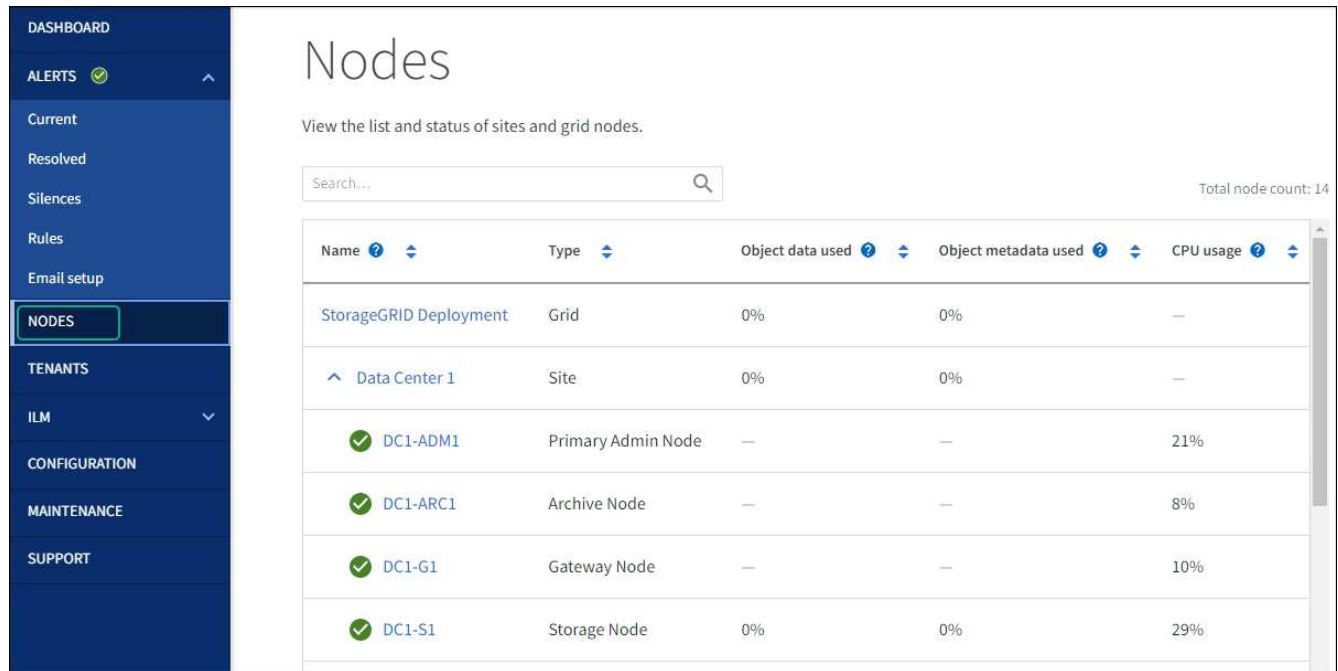 DASHBOARD
ALERTS
Current
Resolved
Silences
Rules
Email setup
NODES
TENANTS
ILM
CONFIGURATION
MAINTENANCE
SUPPORT
Nodes
View the list and status of sites and grid nodes.
Search...
Total node count: 14
Name ? Type Object data used ? Object metadata used ? CPU usage ?
StorageGRID Deployment Grid 0% 0% —
Data Center 1 Site 0% 0% —
DC1-ADM1 Primary Admin Node — — 21%
DC1-ARC1 Archive Node — — 8%
DC1-G1 Gateway Node — — 10%
DC1-S1 Storage Node 0% 0% 29%